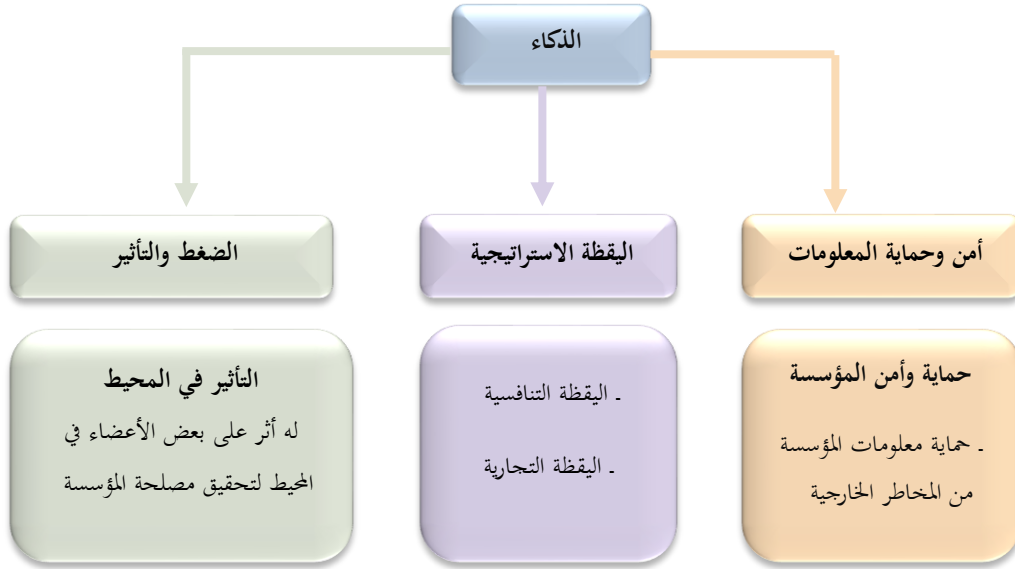 الذكاء
أمن وحماية المعلومات
اليقظة الاستراتيجية
الضغط والتأثير
حماية وأمن المؤسسة
ـ حماية معلومات المؤسسة
من المخاطر الخارجية
ـ اليقظة التنافسية
ـ اليقظة التجارية
التأثير في المحيط
له أثر على بعض الأعضاء في
المحيط لتحقيق مصلحة المؤسسة